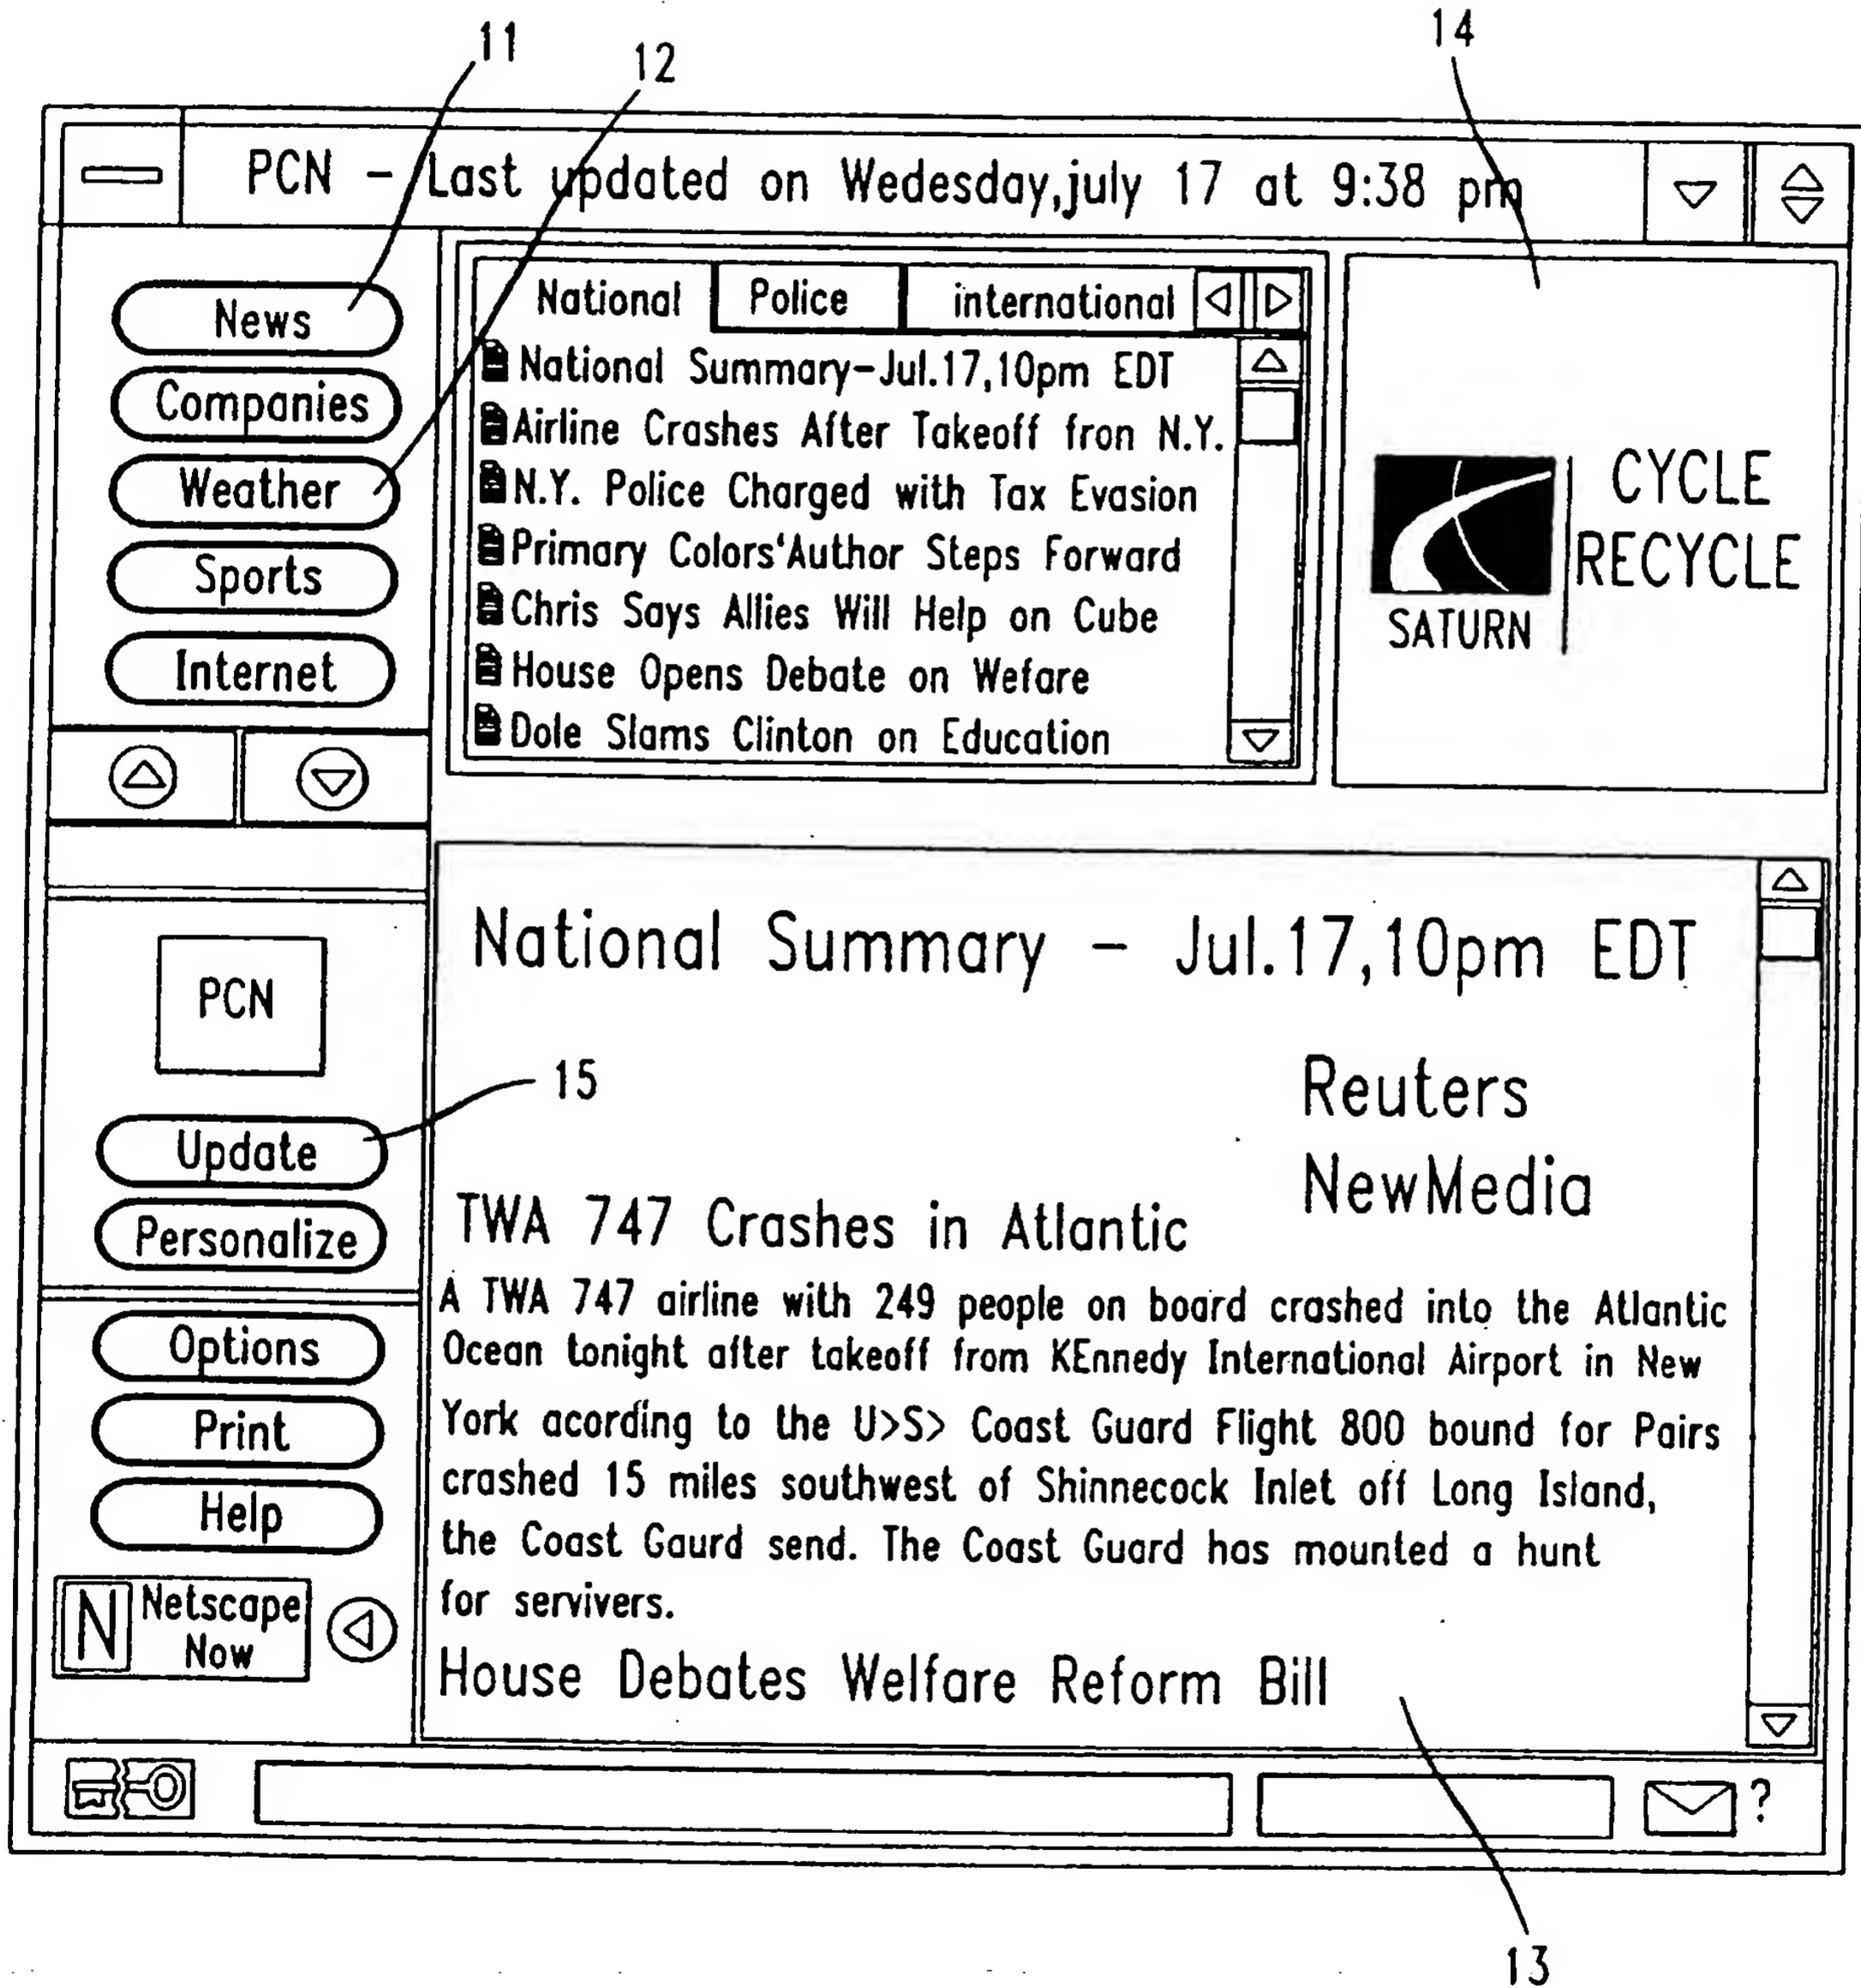 11
12
14
PCN - Last updated on Wedesday,july 17 at 9:38 pm
News
Companies
Weather
Sports
Internet
National
Police
international
National Summary-Jul.17,10pm EDT
Airline Crashes After Takeoff fron N.Y.
N.Y. Police Charged with Tax Evasion
Primary Colors'Author Steps Forward
Chris Says Allies Will Help on Cube
House Opens Debate on Wefare
Dole Slams Clinton on Education
SATURN
CYCLE
RECYCLE
PCN
15
Update
Personalize
Options
Print
Help
N
Netscape
Now
National Summary - Jul.17,10pm EDT
Reuters
NewMedia
TWA 747 Crashes in Atlantic
A TWA 747 airline with 249 people on board crashed into the Atlantic
Ocean tonight after takeoff from KEnnedy International Airport in New
York acording to the U>S> Coast Guard Flight 800 bound for Pairs
crashed 15 miles southwest of Shinnecock Inlet off Long Island,
the Coast Gaurd send. The Coast Guard has mounted a hunt
for servivers.
House Debates Welfare Reform Bill
?
13